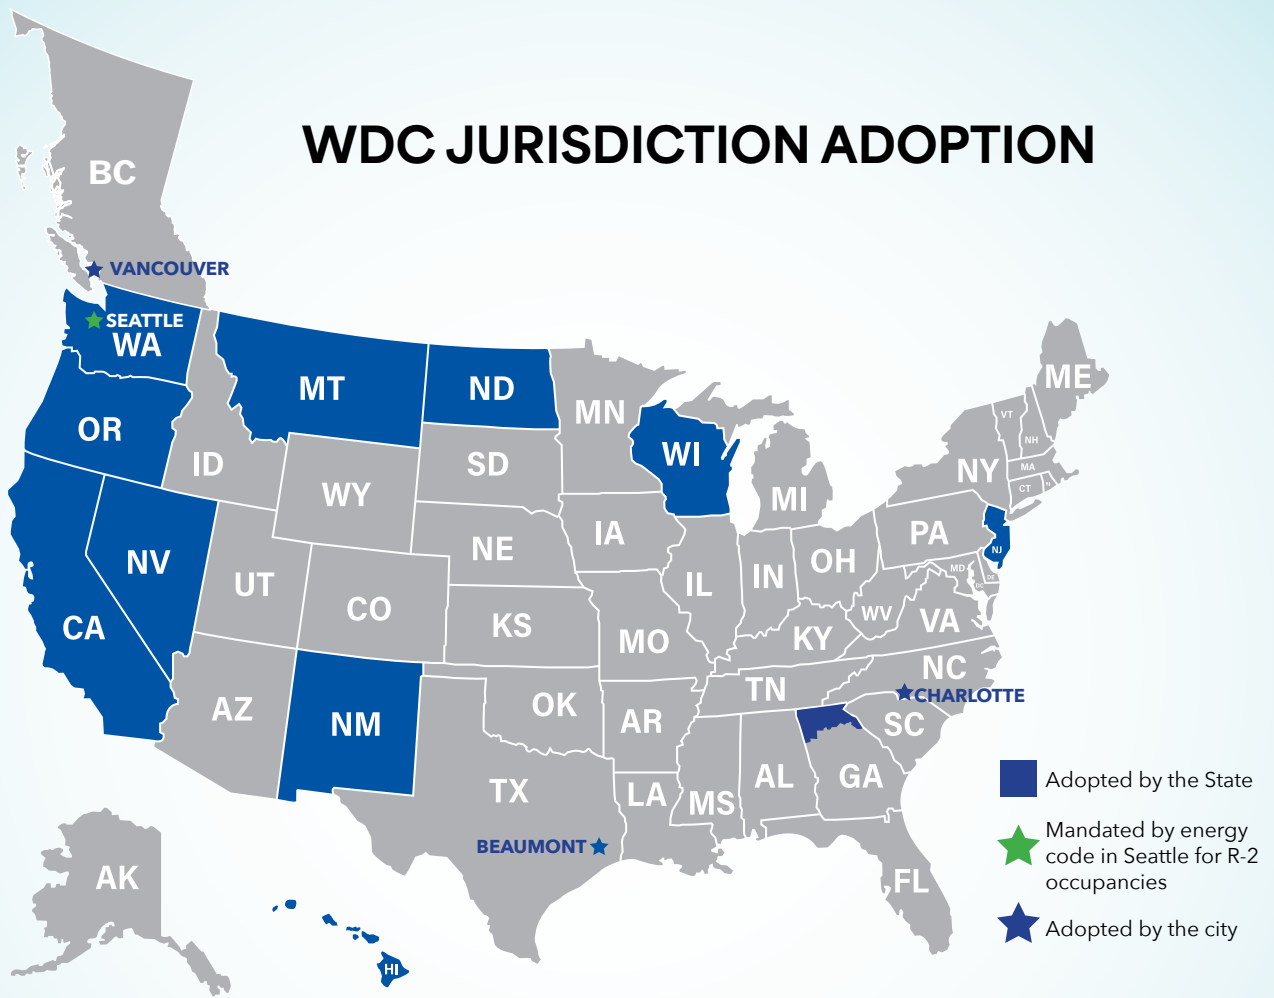 WDC JURISDICTION ADOPTION
BC
VANCOUVER
SEATTLE
WA
MT
ND
OR
ID
MN
WI
ME
VT
NH
NY
MA
CT
RI
SD
WY
MI
IA
NE
PA
NJ
NV
UT
CO
IL
IN
OH
MD
DE
DC
CA
KS
MO
KY
WV
VA
AZ
NM
OK
AR
TN
NC
CHARLOTTE
SC
TX
LA
MS
AL
GA
BEAUMONT
AK
FL
HI
Adopted by the State
Mandated by energy
code in Seattle for R-2
occupancies
Adopted by the city